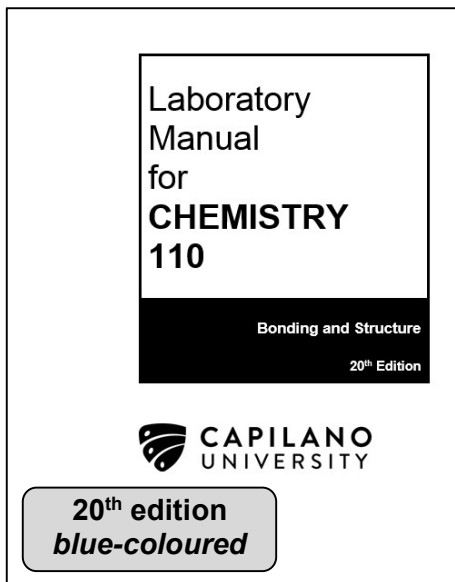 Laboratory
Manual
for
CHEMISTRY
110
Bonding and Structure
20th Edition
CAPILANO
UNIVERSITY
20th edition
blue-coloured